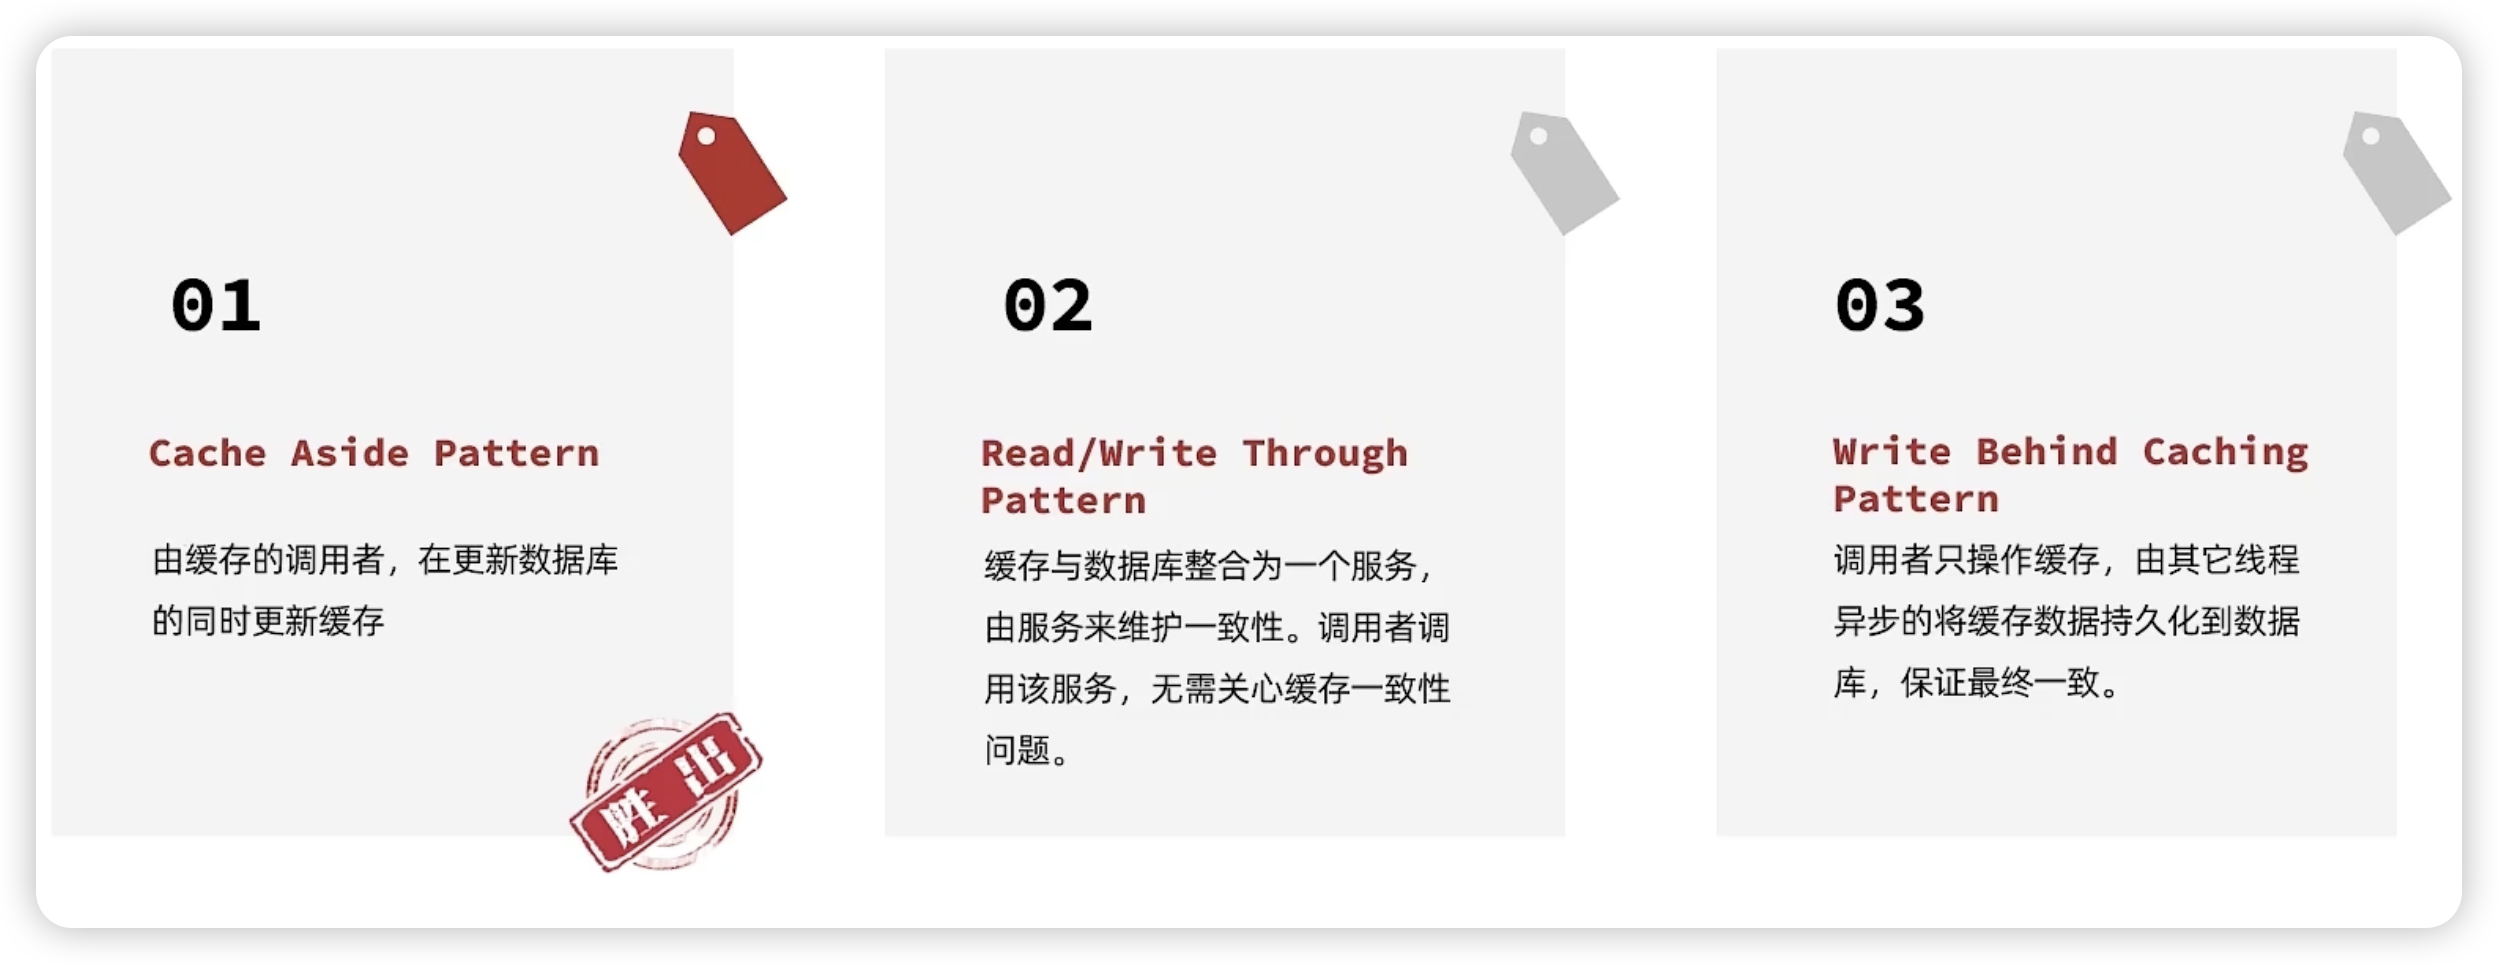 01
Cache Aside Pattern
由缓存的调用者，在更新数据库
的同时更新缓存
胜 出
02
Read/Write Through
Pattern
缓存与数据库整合为一个服务，
由服务来维护一致性。调用者调
用该服务，无需关心缓存一致性
问题。
03
Write Behind Caching
Pattern
调用者只操作缓存，由其它线程
异步的将缓存数据持久化到数据
库，保证最终一致。